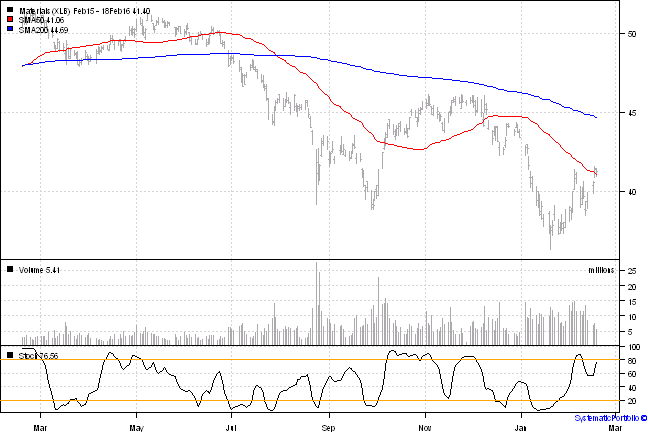 Materials (XLB) Feb15 - 18Feb16 41.40
SMA50 41.06
SMA200 44.69
50
45
40
Volume 5.41
millions
25
20
15
10
5
Stoch 76.56
100
80
60
40
20
Mar May Jul Sep Nov Jan Mar
SystematicPortfolio ©